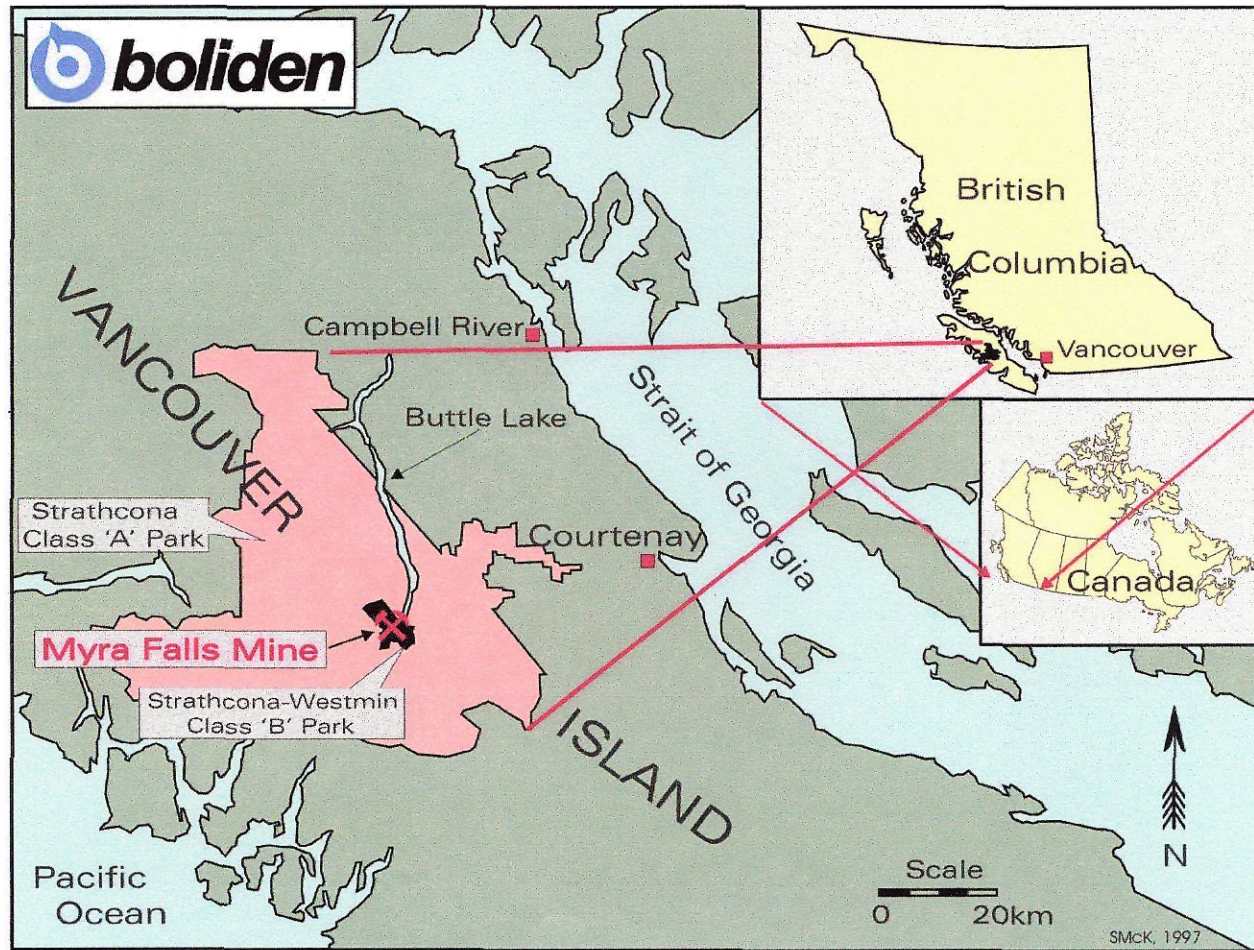 boliden
British
Columbia
Vancouver
Campbell River
VANCOUVER
Buttle Lake
Strait of Georgia
Strathcona
Class 'A' Park
Courtenay
Canada
Myra Falls Mine
Strathcona-Westmin
Class 'B' Park
ISLAND
Pacific
Ocean
Scale
0 20km
N
SMcK, 1997